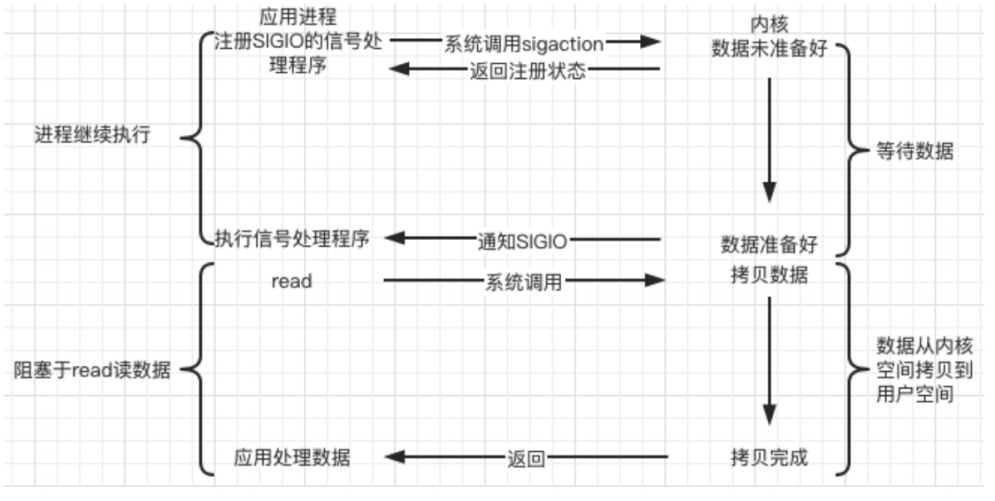 应用进程
内核
注册SIGIO的信号处
理程序
系统调用sigaction
数据未准备好
返回注册状态
进程继续执行
等待数据
执行信号处理程序
通知SIGIO
数据准备好
read
系统调用
拷贝数据
阻塞于read读数据
数据从内核
空间拷贝到
用户空间
应用处理数据
返回
拷贝完成